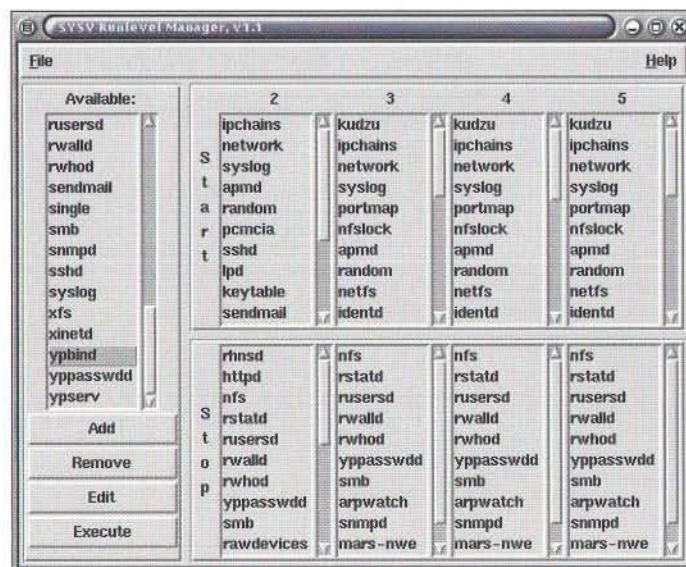 SYSV Runlevel Manager, V1.1
File Help
Available:
rusersd
rwalld
rwhod
sendmail
single
smb
snmpd
sshd
syslog
xfs
xinetd
ypbind
yppasswdd
ypserv
Add
Remove
Edit
Execute
Start
2
ipchains
network
syslog
apmd
random
pcmcia
sshd
lpd
keytable
sendmail
3
kudzu
ipchains
network
syslog
portmap
nfslock
apmd
random
netfs
identd
4
kudzu
ipchains
network
syslog
portmap
nfslock
apmd
random
netfs
identd
5
kudzu
ipchains
network
syslog
portmap
nfslock
apmd
random
netfs
identd
Stop
rhnsd
httpd
nfs
rstatd
rusersd
rwalld
rwhod
yppasswdd
smb
rawdevices
nfs
rstatd
rusersd
rwalld
rwhod
yppasswdd
smb
arpwatch
snmpd
mars-nwe
nfs
rstatd
rusersd
rwalld
rwhod
yppasswdd
smb
arpwatch
snmpd
mars-nwe
nfs
rstatd
rusersd
rwalld
rwhod
yppasswdd
smb
arpwatch
snmpd
mars-nwe